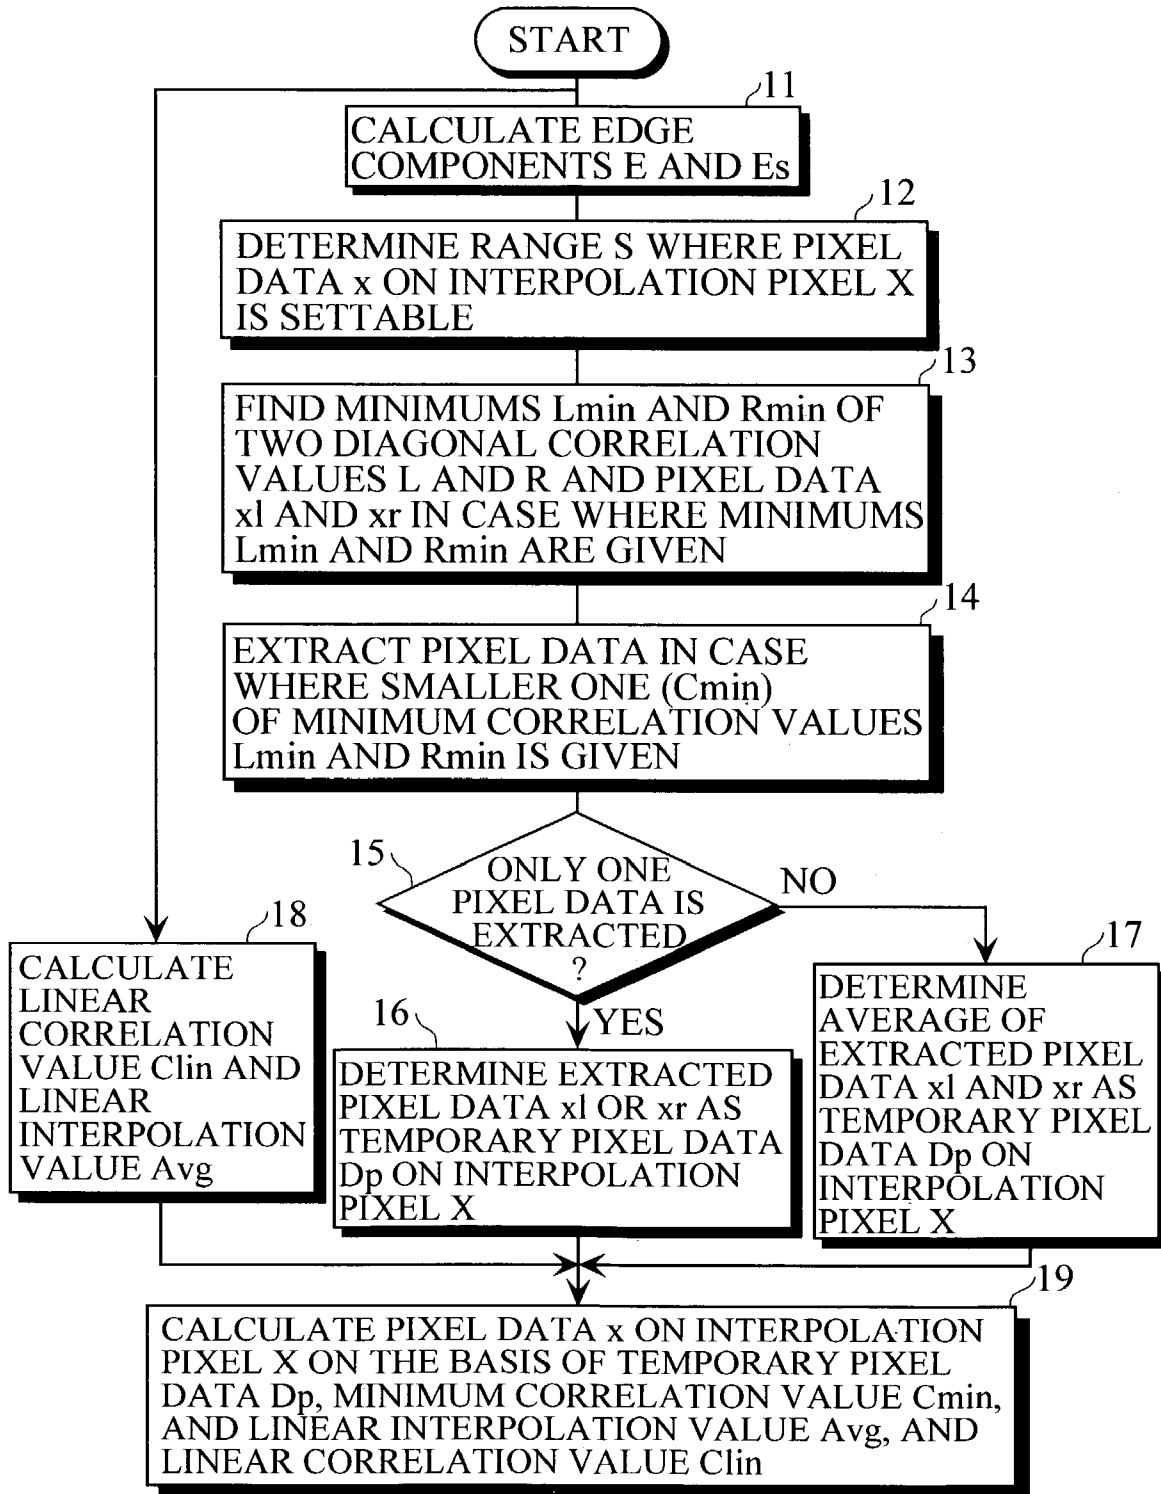 START
11
CALCULATE EDGE
COMPONENTS E AND Es
12
DETERMINE RANGE S WHERE PIXEL
DATA x ON INTERPOLATION PIXEL X
IS SETTABLE
13
FIND MINIMUMS Lmin AND Rmin OF
TWO DIAGONAL CORRELATION
VALUES L AND R AND PIXEL DATA
xl AND xr IN CASE WHERE MINIMUMS
Lmin AND Rmin ARE GIVEN
14
EXTRACT PIXEL DATA IN CASE
WHERE SMALLER ONE (Cmin)
OF MINIMUM CORRELATION VALUES
Lmin AND Rmin IS GIVEN
15
ONLY ONE
PIXEL DATA IS
EXTRACTED
?
NO
YES
18
CALCULATE
LINEAR
CORRELATION
VALUE Clin AND
LINEAR
INTERPOLATION
VALUE Avg
16
DETERMINE EXTRACTED
PIXEL DATA xl OR xr AS
TEMPORARY PIXEL DATA
Dp ON INTERPOLATION
PIXEL X
17
DETERMINE
AVERAGE OF
EXTRACTED PIXEL
DATA xl AND xr AS
TEMPORARY PIXEL
DATA Dp ON
INTERPOLATION
PIXEL X
19
CALCULATE PIXEL DATA x ON INTERPOLATION
PIXEL X ON THE BASIS OF TEMPORARY PIXEL
DATA Dp, MINIMUM CORRELATION VALUE Cmin,
AND LINEAR INTERPOLATION VALUE Avg, AND
LINEAR CORRELATION VALUE Clin